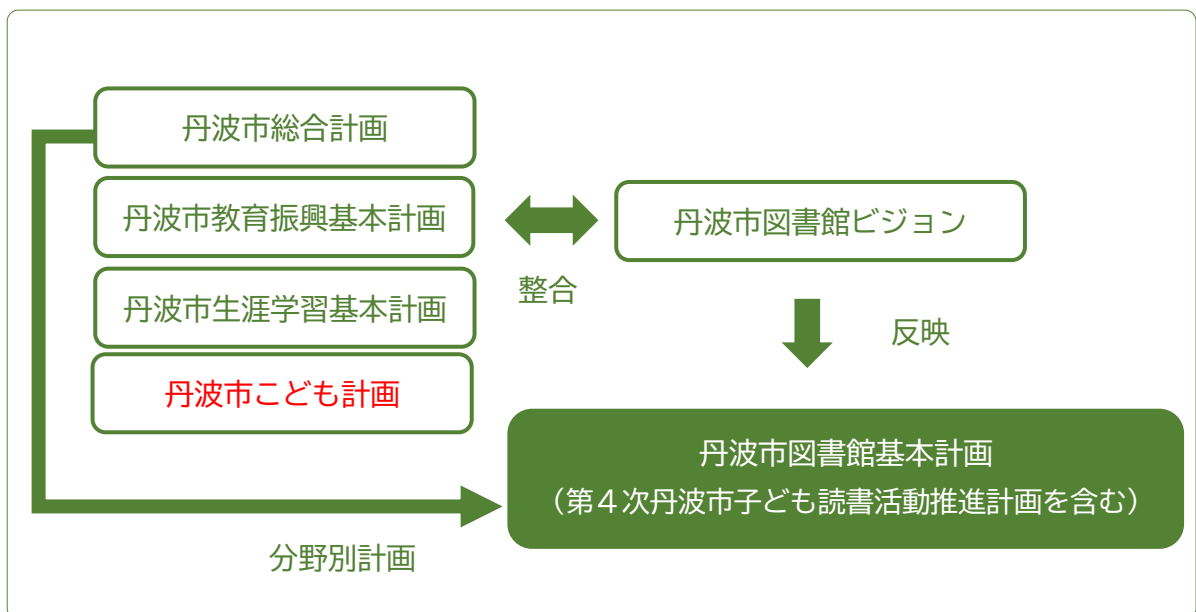 丹波市総合計画
丹波市教育振興基本計画
丹波市生涯学習基本計画
丹波市こども計画
整合
丹波市図書館ビジョン
反映
丹波市図書館基本計画
（第４次丹波市子ども読書活動推進計画を含む）
分野別計画